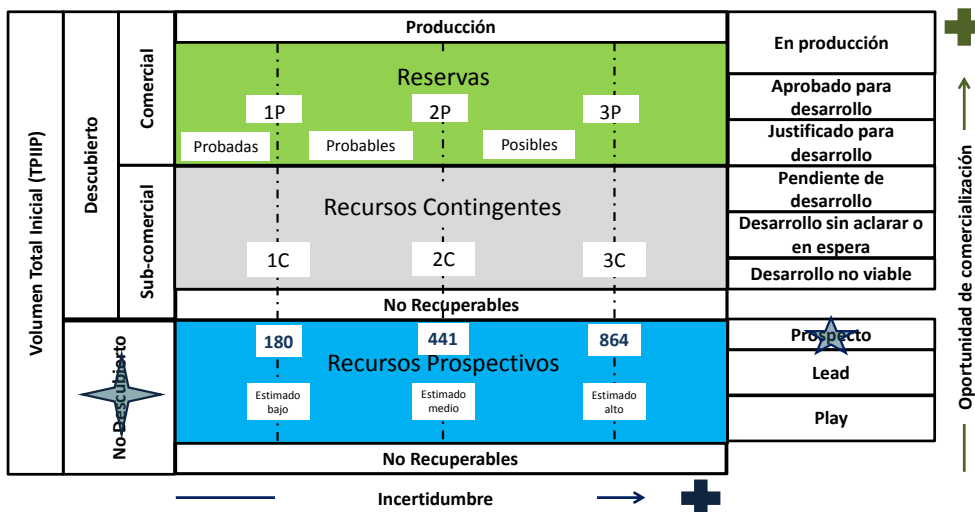 Volumen Total Inicial (TPIIP)
Descubierto
No-Descubierto
Comercial
Sub-comercial
Producción
Reservas
1P
2P
3P
Probadas
Probables
Posibles
Recursos Contingentes
1C
2C
3C
No Recuperables
180
441
864
Recursos Prospectivos
Estimado
bajo
Estimado
medio
Estimado
alto
No Recuperables
En producción
Aprobado para
desarrollo
Justificado para
desarrollo
Pendiente de
desarrollo
Desarrollo sin aclarar o
en espera
Desarrollo no viable
Prospecto
Lead
Play
Oportunidad de comercialización
Incertidumbre